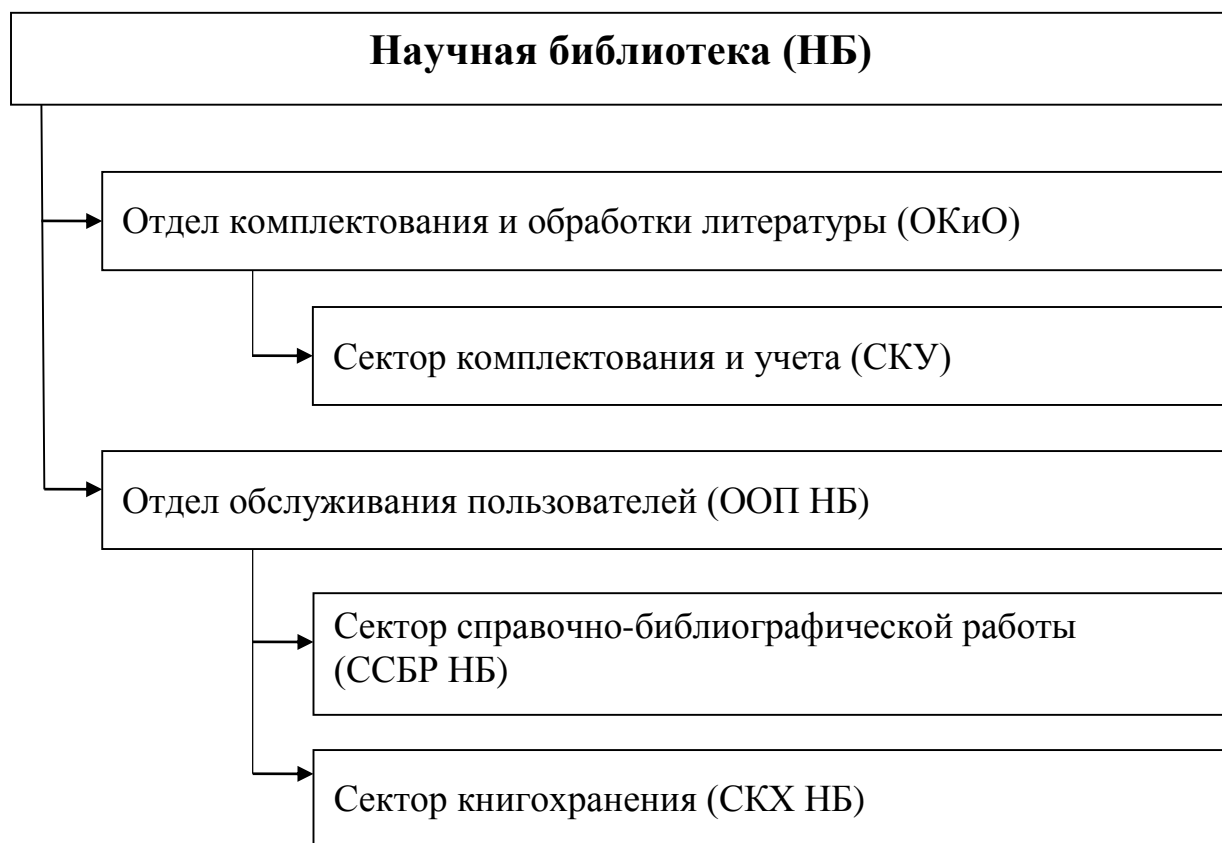 Научная библиотека (НБ)
Отдел комплектования и обработки литературы (ОКиО)
Сектор комплектования и учета (СКУ)
Отдел обслуживания пользователей (ООП НБ)
Сектор справочно-библиографической работы
(ССБР НБ)
Сектор книгохранения (СКХ НБ)